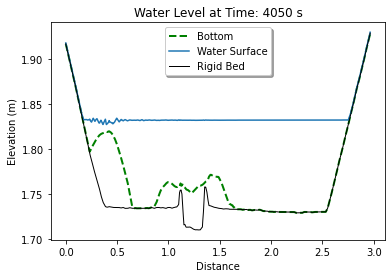 Water Level at Time: 4050 s
Bottom
Water Surface
Rigid Bed
Elevation (m)
1.90
1.85
1.80
1.75
1.70
0.0 0.5 1.0 1.5 2.0 2.5 3.0
Distance